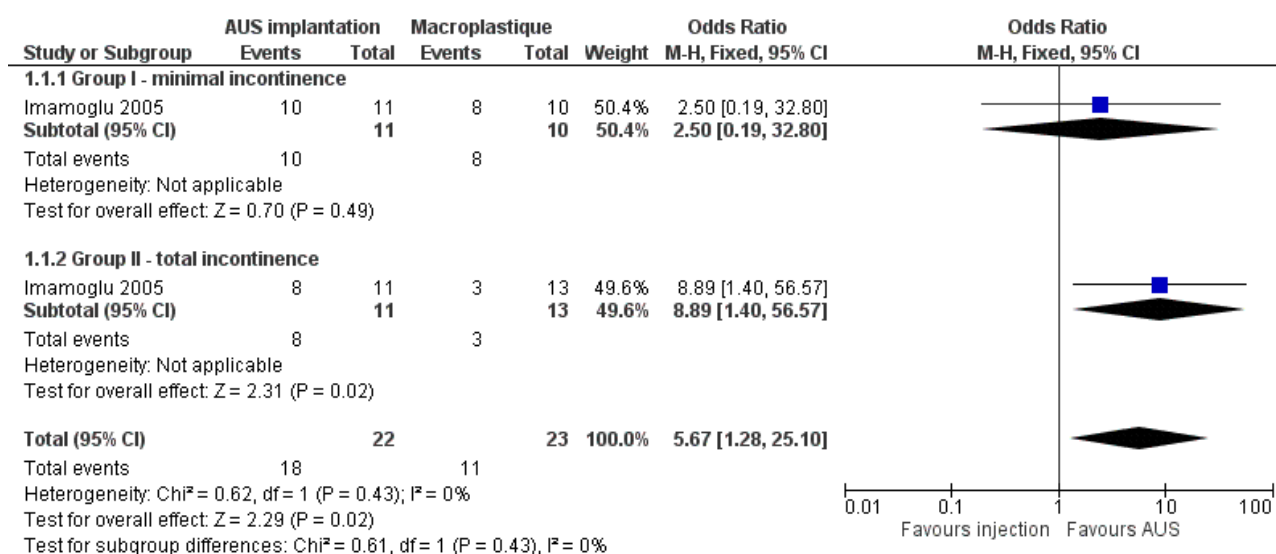 AUS implantation Macroplastique Odds Ratio Odds Ratio
Study or Subgroup Events Total Events Total Weight M-H, Fixed, 95% CI M-H, Fixed, 95% CI
1.1.1 Group I - minimal incontinence
Imamoglu 2005 10 11 8 10 50.4% 2.50 [0.19, 32.80]
Subtotal (95% CI) 11 10 50.4% 2.50 [0.19, 32.80]
Total events 10 8
Heterogeneity: Not applicable
Test for overall effect: Z = 0.70 (P = 0.49)
1.1.2 Group II - total incontinence
Imamoglu 2005 8 11 3 13 49.6% 8.89 [1.40, 56.57]
Subtotal (95% CI) 11 13 49.6% 8.89 [1.40, 56.57]
Total events 8 3
Heterogeneity: Not applicable
Test for overall effect: Z = 2.31 (P = 0.02)
Total (95% CI) 22 23 100.0% 5.67 [1.28, 25.10]
Total events 18 11
Heterogeneity: Chi² = 0.62, df = 1 (P = 0.43); I² = 0%
Test for overall effect: Z = 2.29 (P = 0.02)
Test for subgroup differences: Chi² = 0.61, df = 1 (P = 0.43), I² = 0%
0.01 0.1 1 10 100
Favours injection Favours AUS